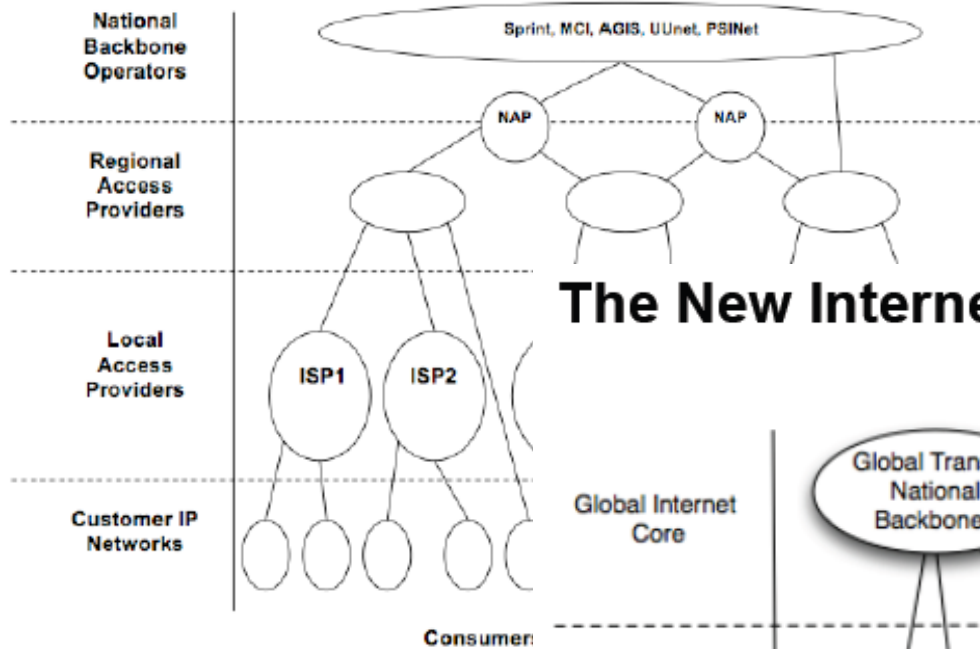 National
Backbone
Operators
Sprint, MCI, AGIS, UUnet, PSINet
NAP
NAP
Regional
Access
Providers
Local
Access
Providers
ISP1
ISP2
Customer IP
Networks
Consumers
The New Interne
Global Internet
Core
Global Tran
National
Backbone